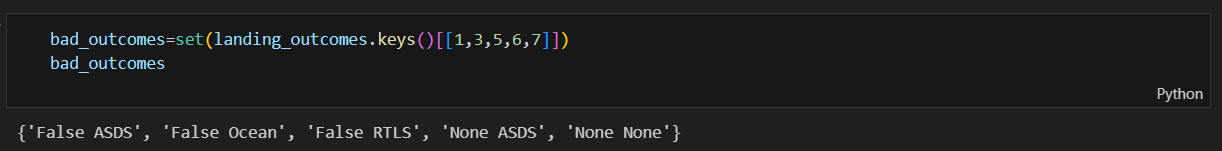 bad_outcomes=set(landing_outcomes.keys()[[1,3,5,6,7]])
bad_outcomes
Python
{'False ASDS', 'False Ocean', 'False RTLS', 'None ASDS', 'None None'}